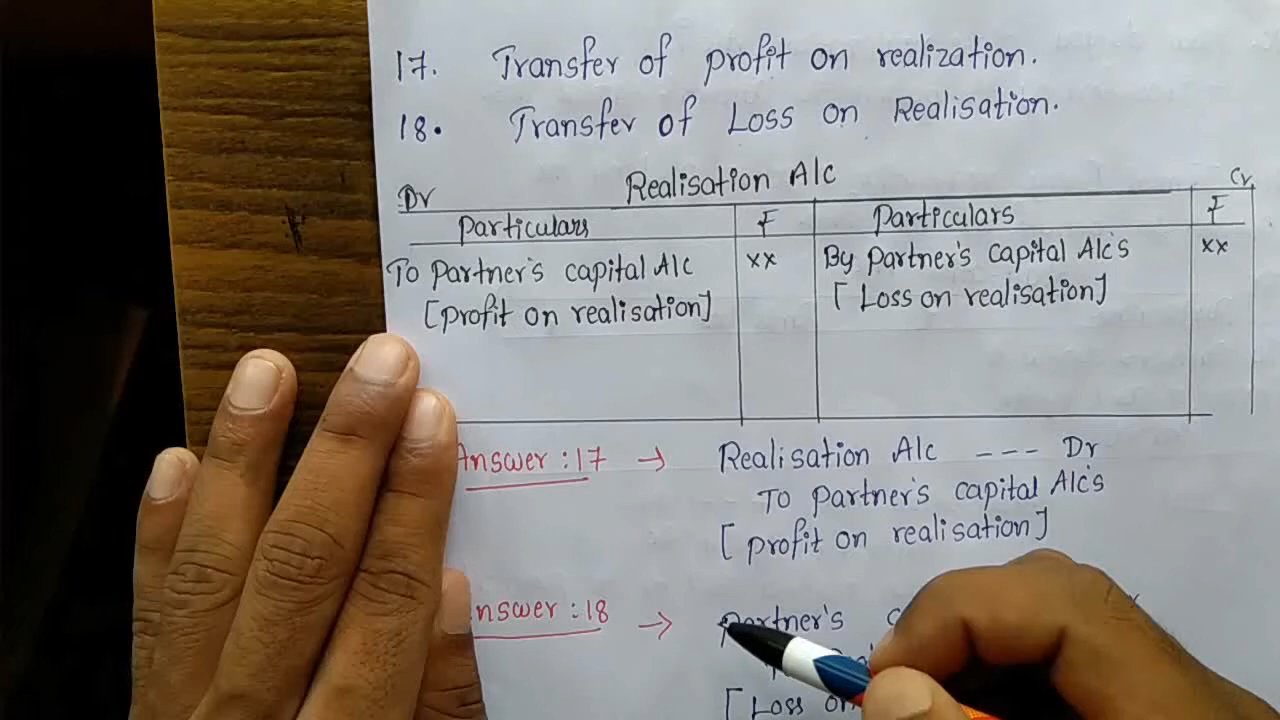 17. Transfer of profit on realization.
18. Transfer of Loss on Realisation.
Dr Realisation A/c Cr
Particulars F Particulars F
To Partner's capital A/c xx By Partner's capital A/c's xx
[profit on realisation] [Loss on realisation]
Answer:17 → Realisation A/c --- Dr
To Partner's capital A/c's
[profit on realisation]
Answer:18 → Partner's
[Loss on